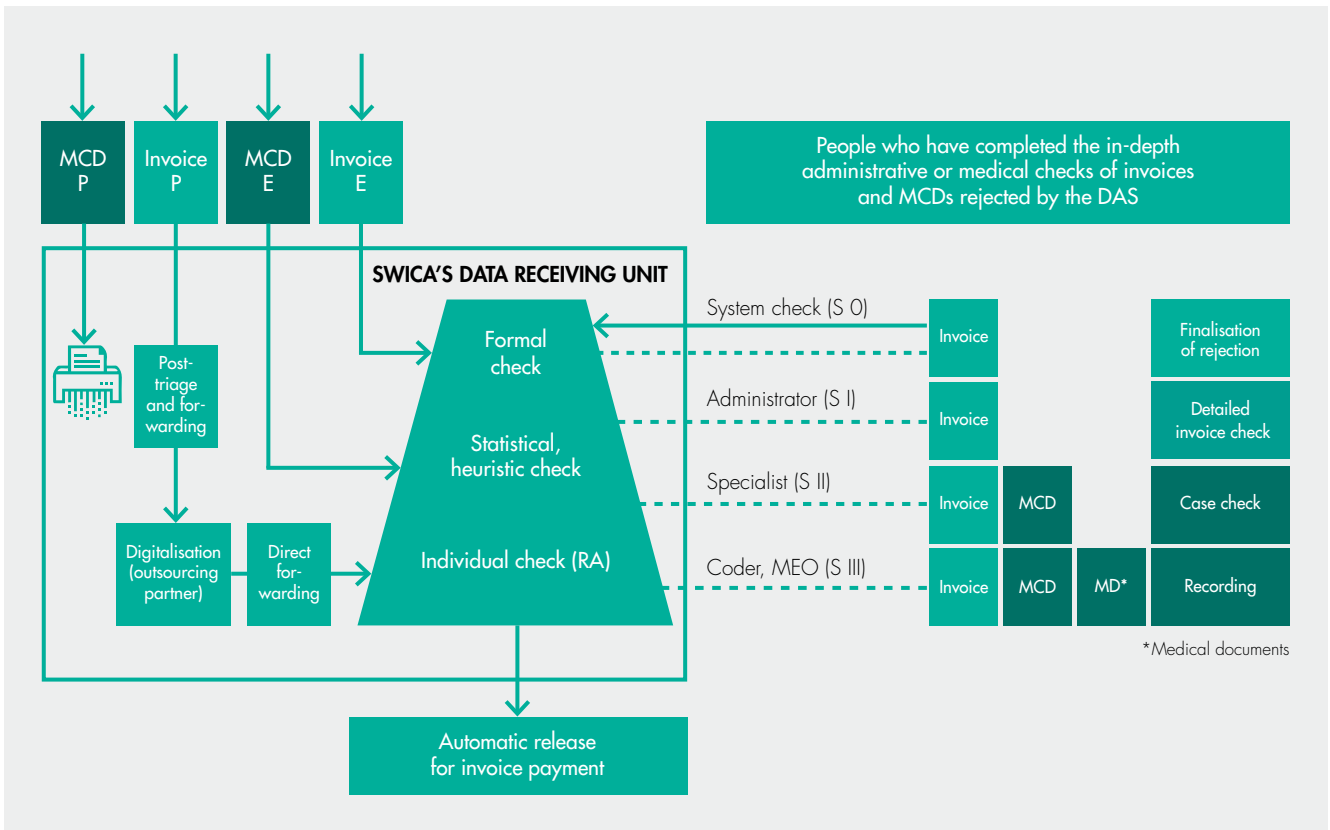 MCD
P
Invoice
P
MCD
E
Invoice
E
People who have completed the in-depth
administrative or medical checks of invoices
and MCDs rejected by the DAS
SWICA'S DATA RECEIVING UNIT
Post-
triage
and for-
warding
Digitalisation
(outsourcing
partner)
Direct
for-
warding
Formal
check
Statistical,
heuristic check
Individual check (RA)
System check (S 0)
Invoice
Finalisation
of rejection
Administrator (S I)
Invoice
Detailed
invoice check
Specialist (S II)
Invoice
MCD
Case check
Coder, MEO (S III)
Invoice
MCD
MD*
Recording
*Medical documents
Automatic release
for invoice payment